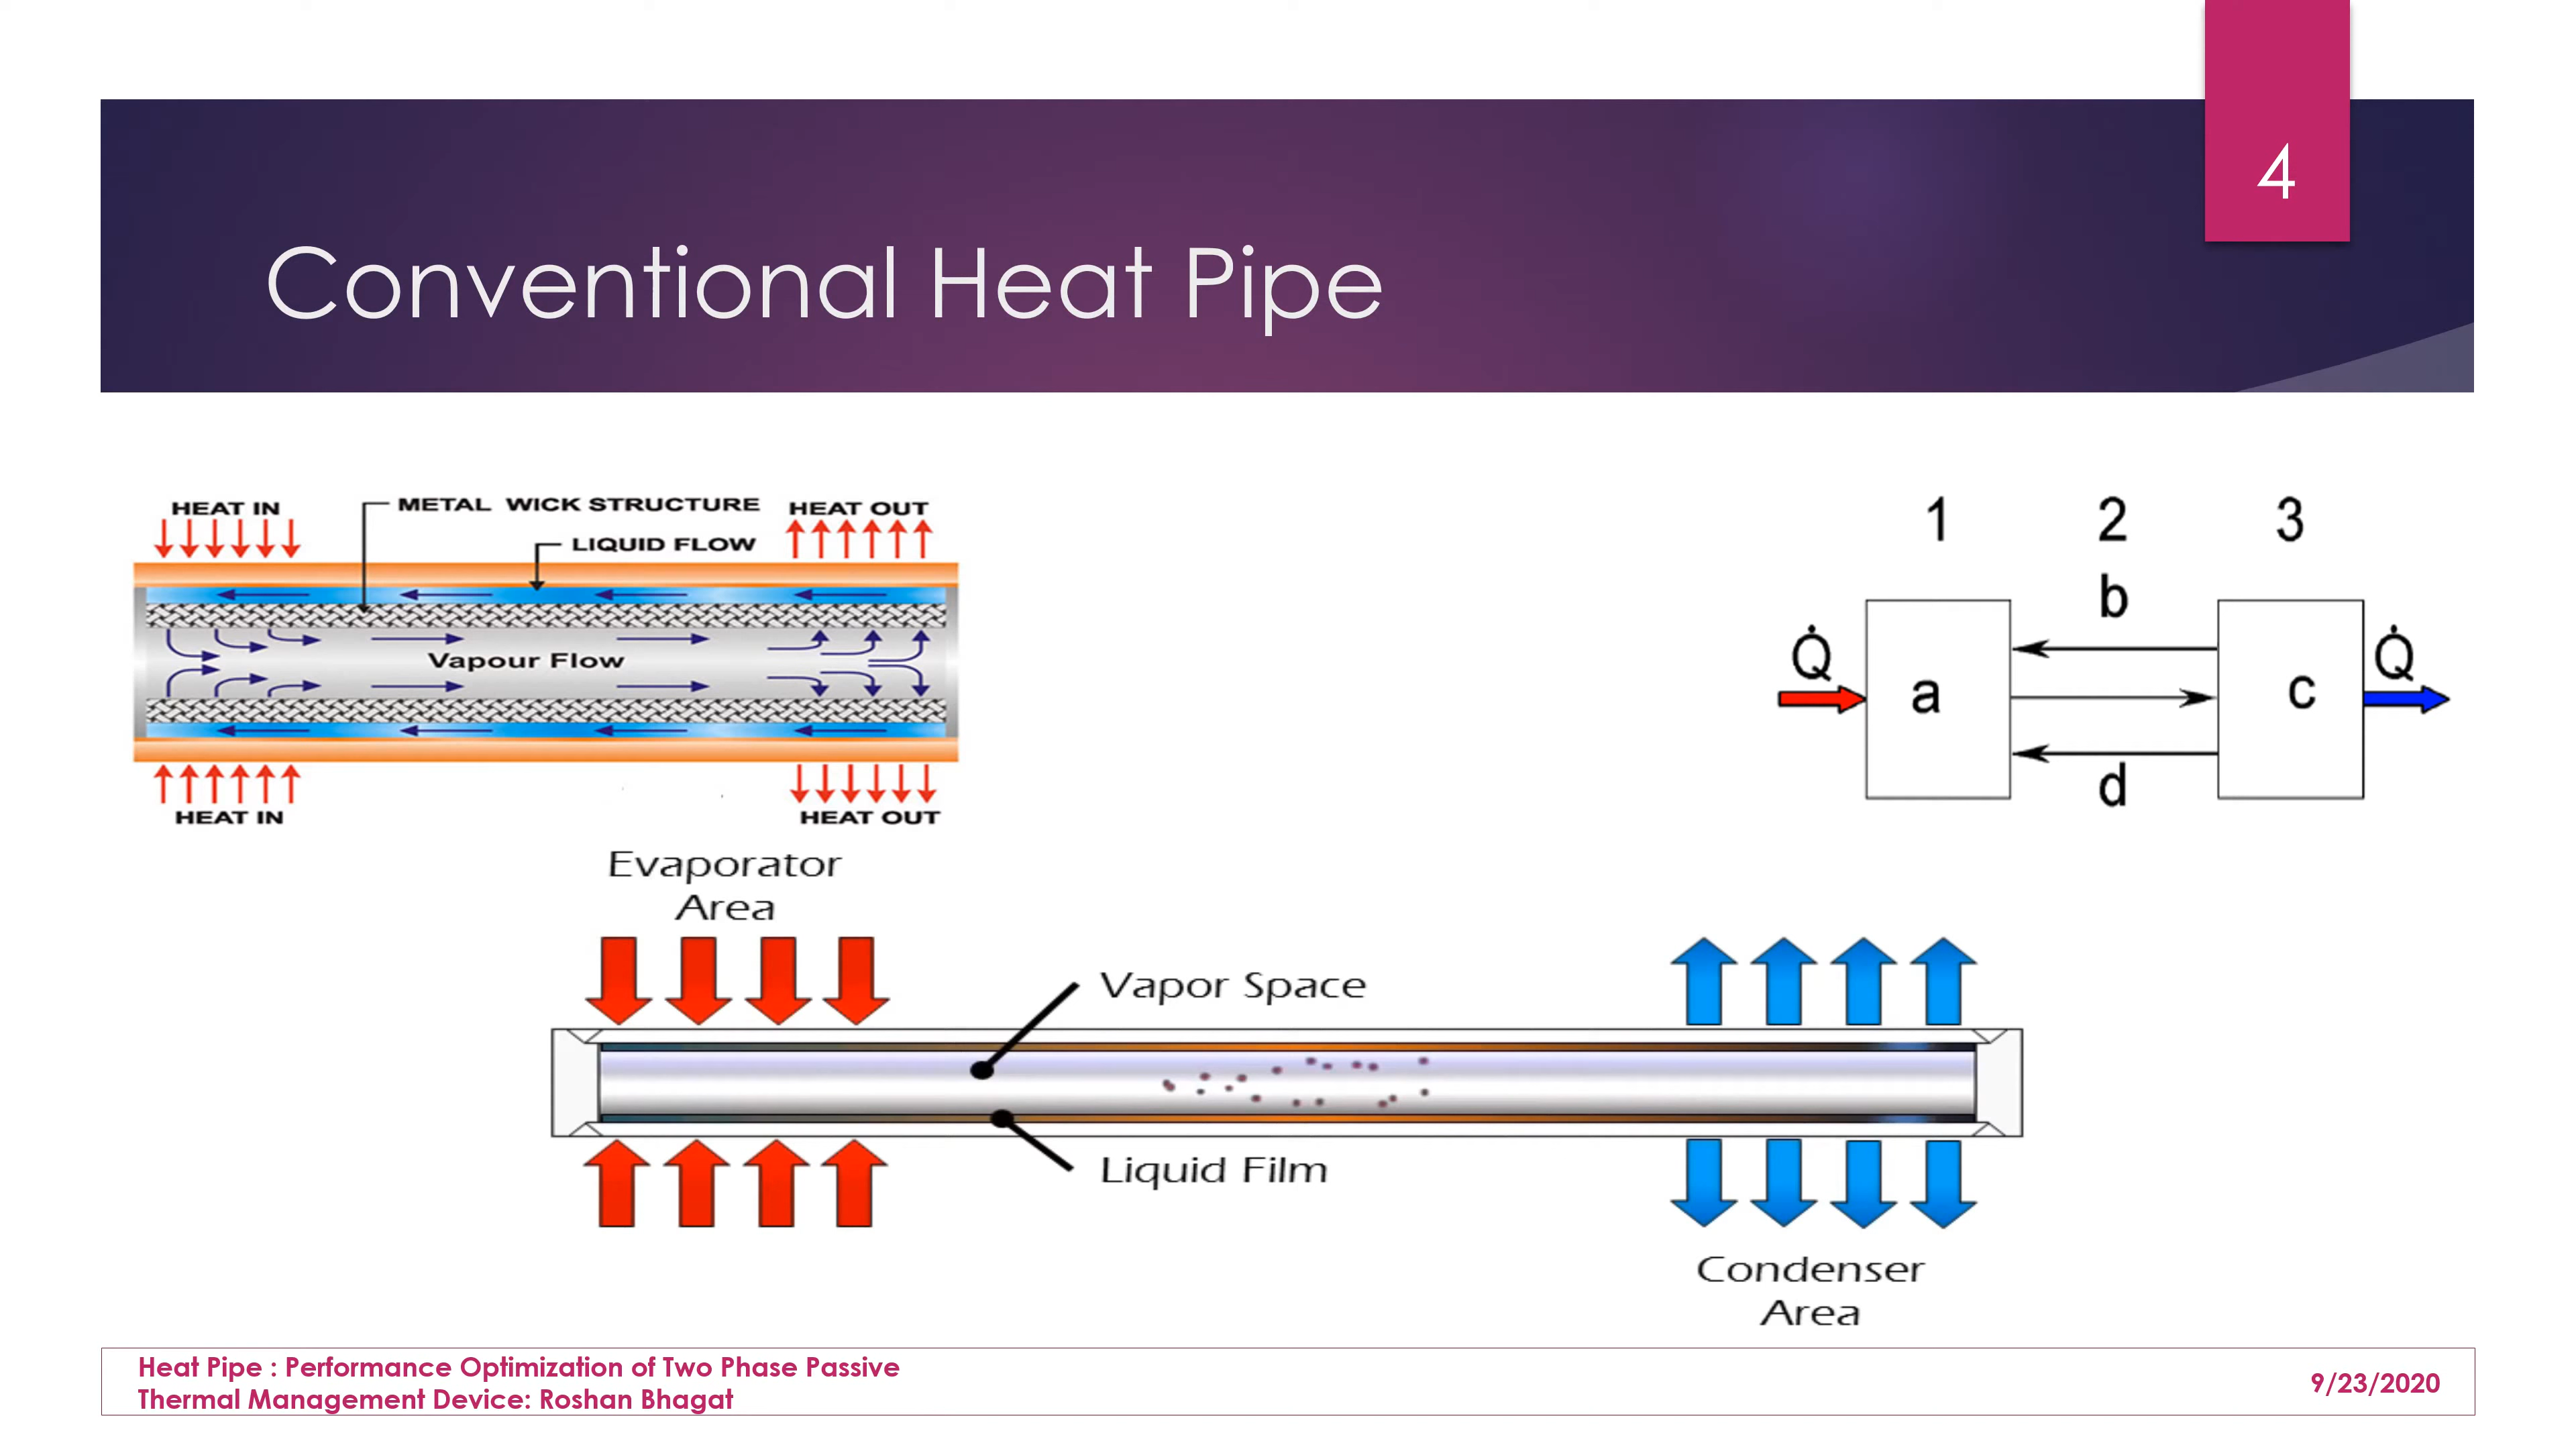 4
Conventional Heat Pipe
HEAT IN
METAL WICK STRUCTURE
HEAT OUT
LIQUID FLOW
Vapour Flow
HEAT IN
HEAT OUT
1 2 3
b
Q̇ a c Q̇
d
Evaporator
Area
Vapor Space
Liquid Film
Condenser
Area
Heat Pipe : Performance Optimization of Two Phase Passive
Thermal Management Device: Roshan Bhagat
9/23/2020